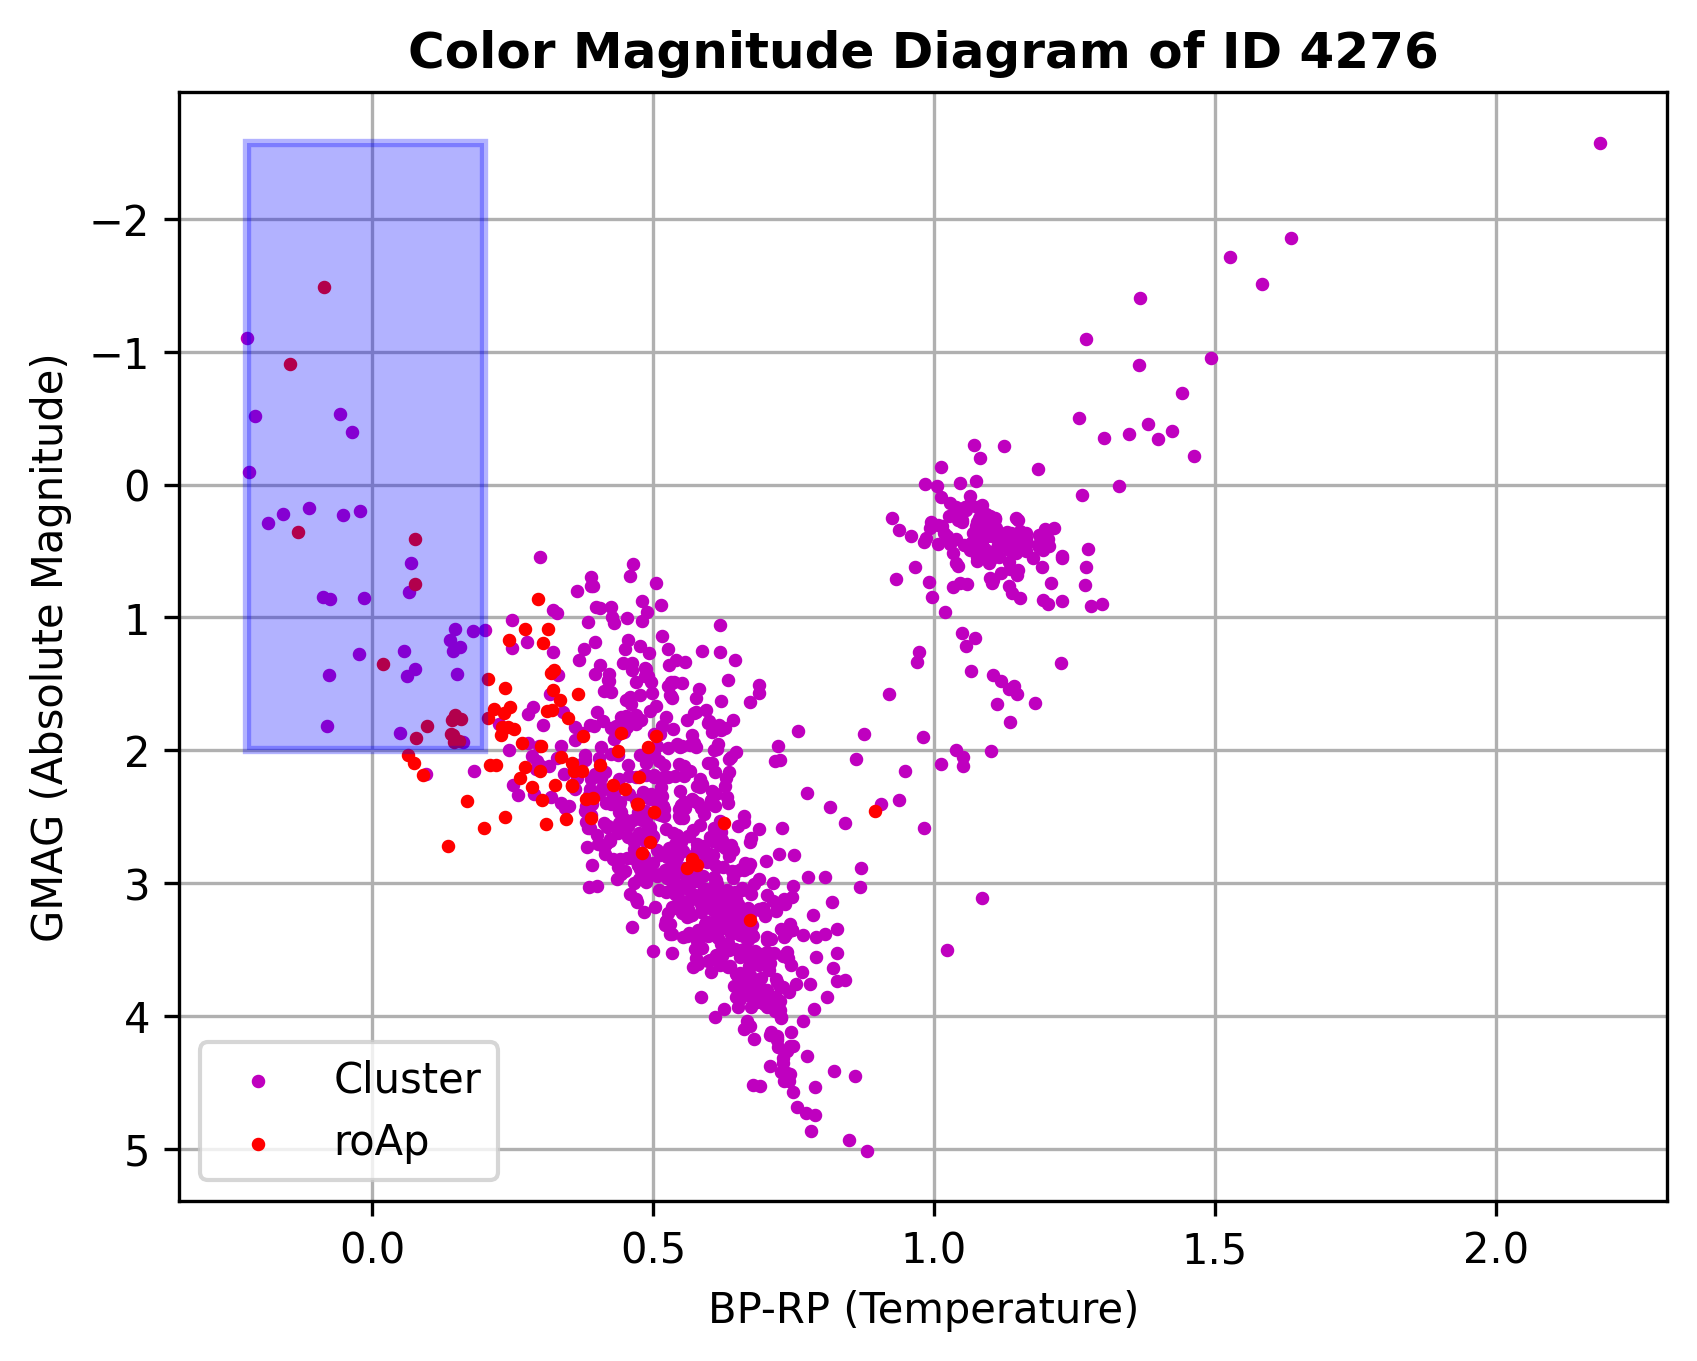 Color Magnitude Diagram of ID 4276
GMAG (Absolute Magnitude)
−2
−1
0
1
2
3
4
5
Cluster
roAp
0.0 0.5 1.0 1.5 2.0
BP-RP (Temperature)